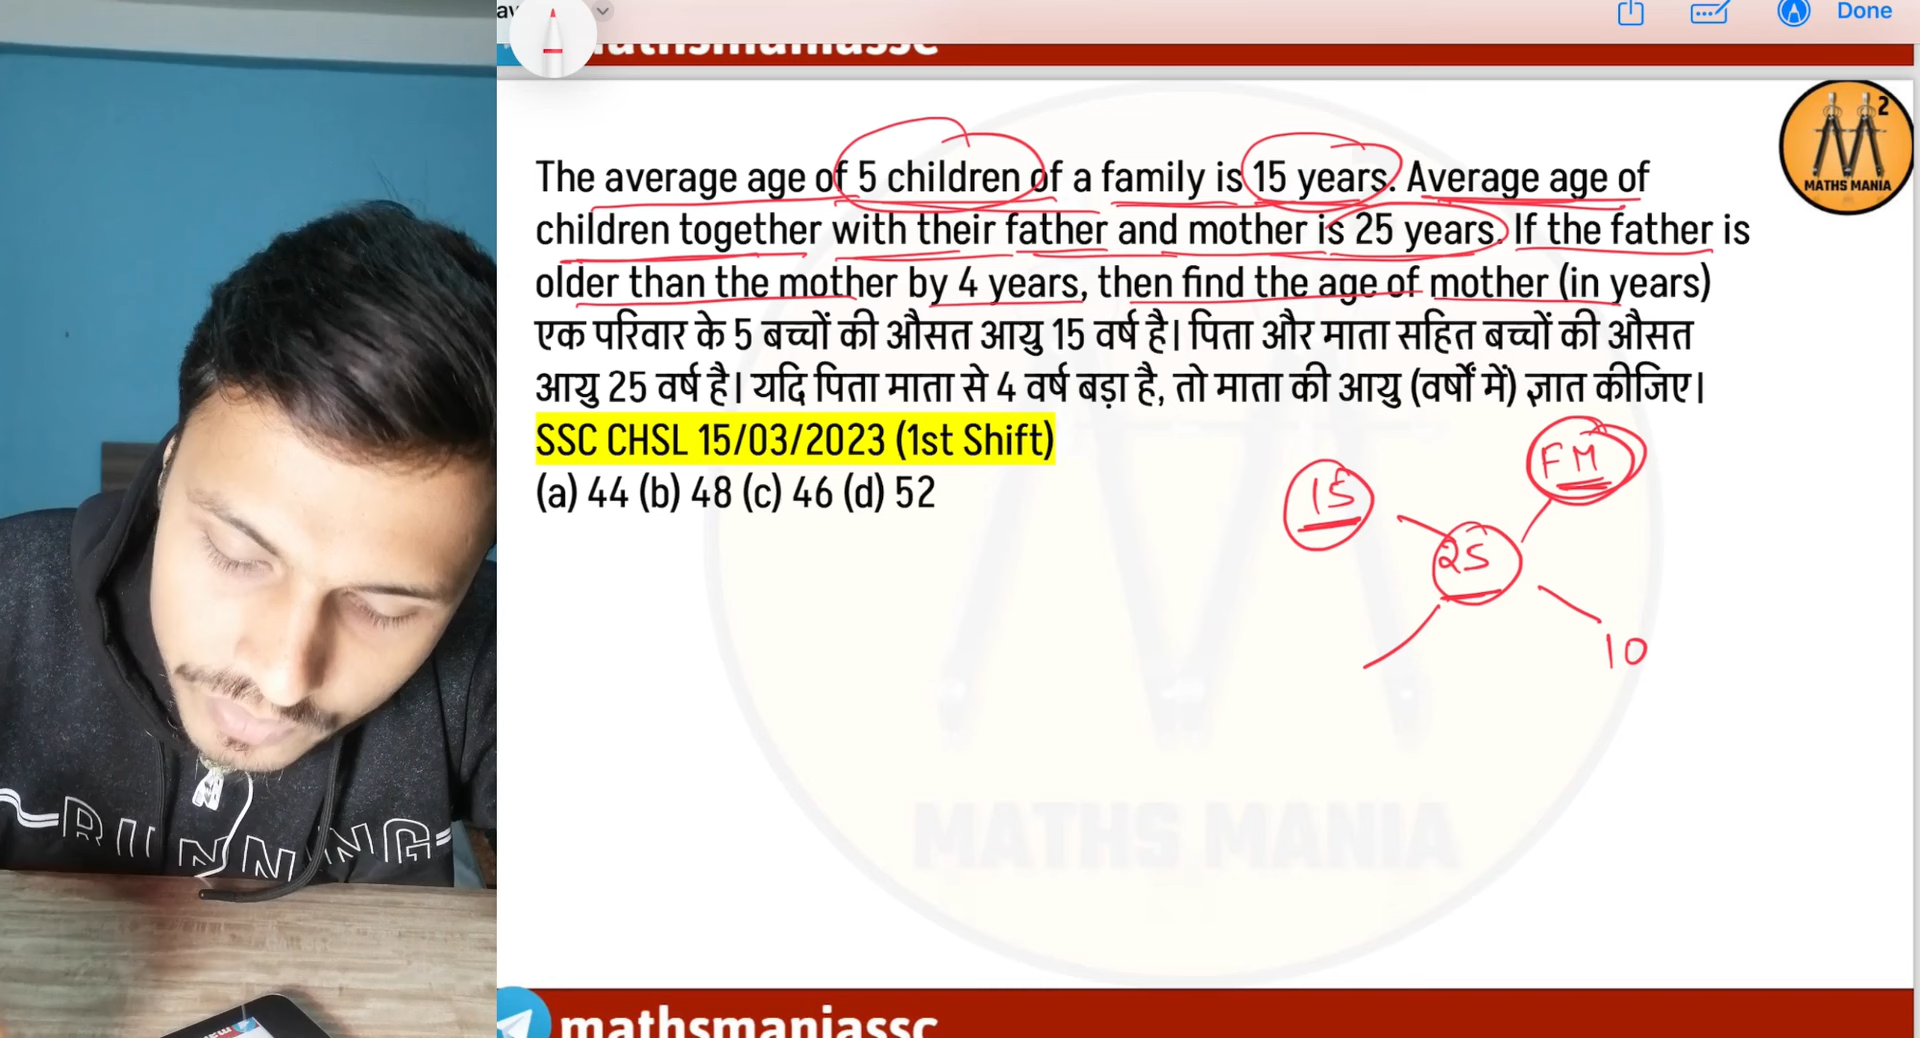 Done
mathsmaniassc
2
MATHS MANIA
The average age of 5 children of a family is 15 years. Average age of
children together with their father and mother is 25 years. If the father is
older than the mother by 4 years, then find the age of mother (in years)
एक परिवार के 5 बच्चों की औसत आयु 15 वर्ष है। पिता और माता सहित बच्चों की औसत
आयु 25 वर्ष है। यदि पिता माता से 4 वर्ष बड़ा है, तो माता की आयु (वर्षों में) ज्ञात कीजिए।
SSC CHSL 15/03/2023 (1st Shift)
(a) 44 (b) 48 (c) 46 (d) 52
FM
15
25
10
MATHS MANIA
RUNNING
mathsmaniassc